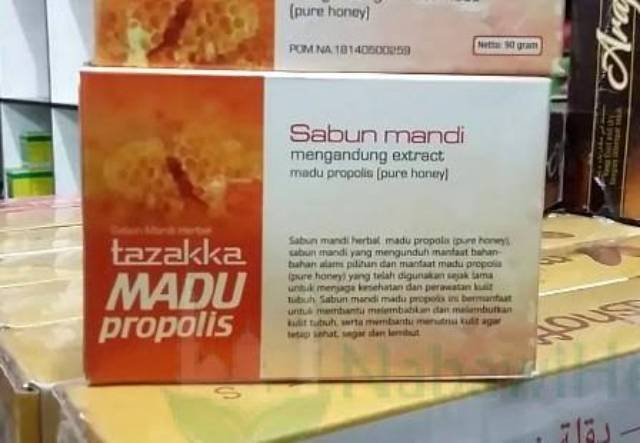 (pure honey)
POM.NA.18140500259
Netto: 90 gram
Sabun mandi
mengandung extract
madu propolis (pure honey)
Sabun Mandi Herbal
tazakka
MADU
propolis
Sabun mandi herbal madu propolis (pure honey),
sabun mandi yang mengunduh manfaat bahan-
bahan alami pilihan dan manfaat madu propolis
(pure honey) yang telah digunakan sejak lama
untuk menjaga kesehatan dan perawatan kulit
tubuh. Sabun mandi madu propolis ini bermanfaat
untuk membantu melembabkan dan melembutkan
kulit tubuh, serta membantu menutrisi kulit agar
tetap sehat, segar dan lembut.